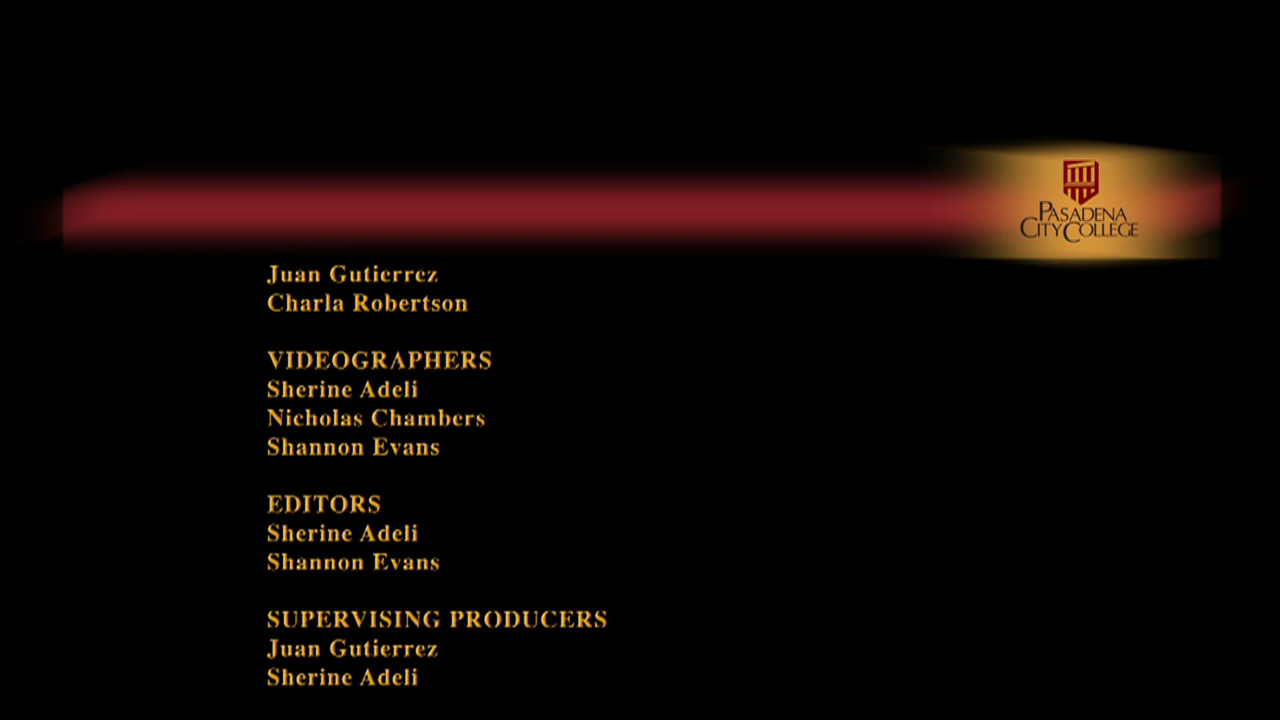 PASADENA
CITY COLLEGE
Juan Gutierrez
Charla Robertson
VIDEOGRAPHERS
Sherine Adeli
Nicholas Chambers
Shannon Evans
EDITORS
Sherine Adeli
Shannon Evans
SUPERVISING PRODUCERS
Juan Gutierrez
Sherine Adeli